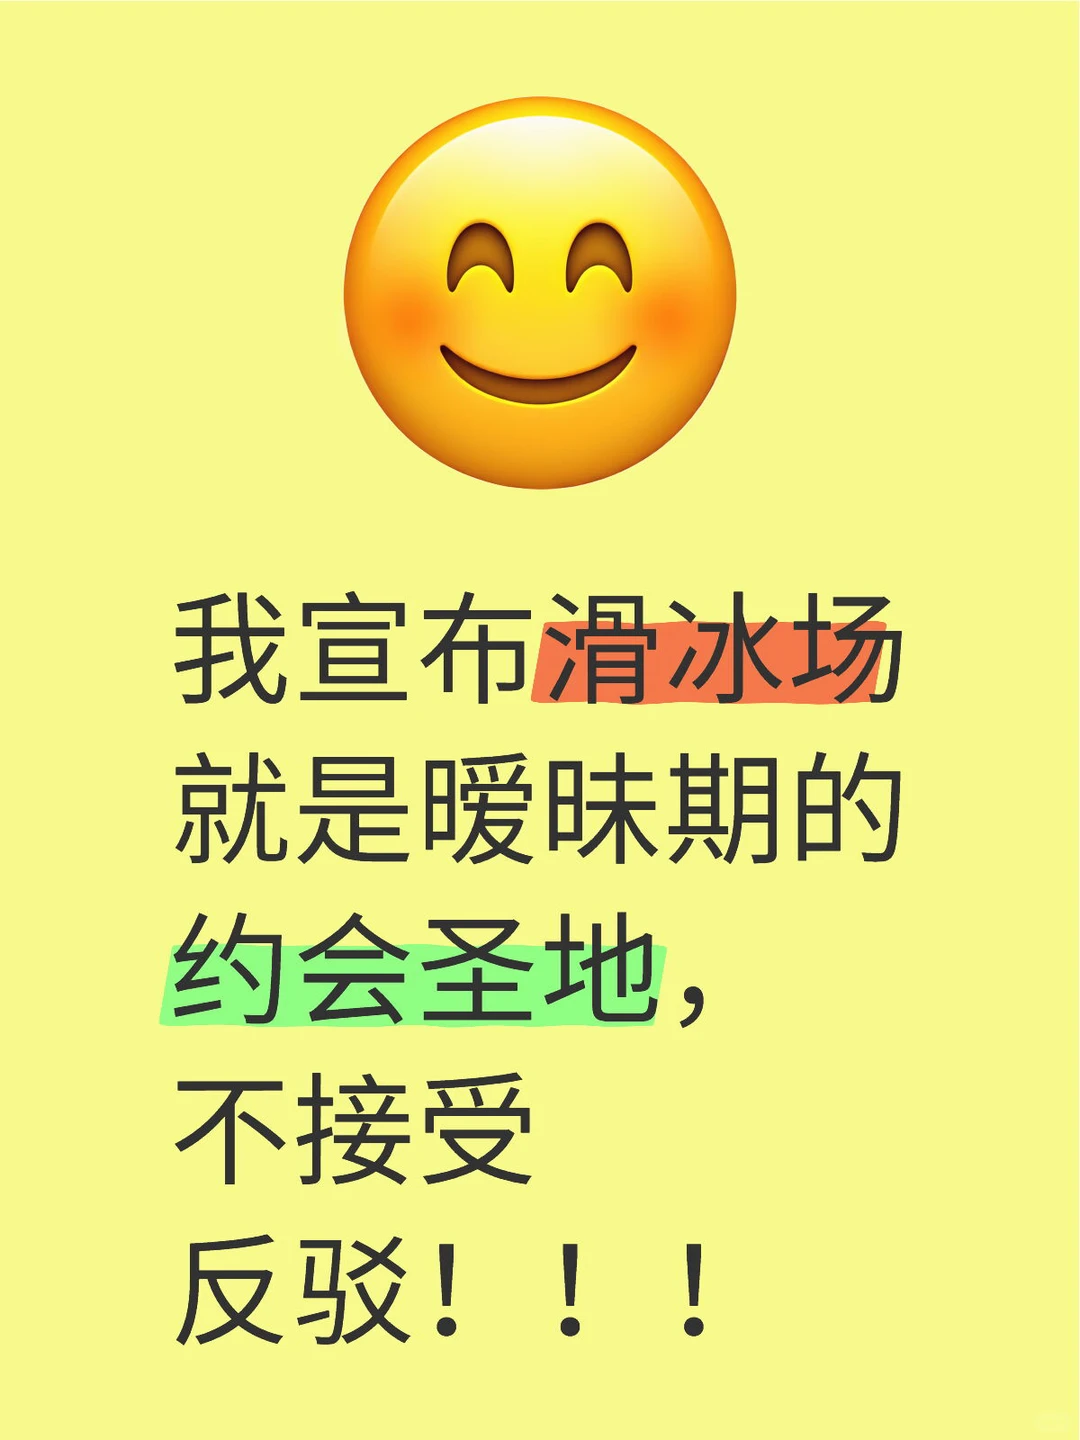 我宣布滑冰场
就是暧昧期的
约会圣地，
不接受
反驳！！！